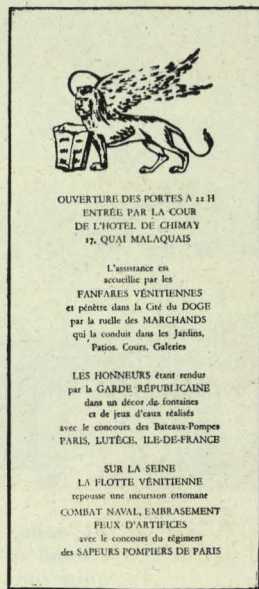 OUVERTURE DES PORTES A 22 H
ENTRÉE PAR LA COUR
DE L'HOTEL DE CHIMAY
17, QUAI MALAQUAIS
L'assistance est
accueillie par les
FANFARES VÉNITIENNES
et pénètre dans la Cité du DOGE
par la ruelle des MARCHANDS
qui la conduit dans les Jardins,
Patios, Cours, Galeries
LES HONNEURS étant rendus
par la GARDE RÉPUBLICAINE
dans un décor de fontaines
et de jeux d'eaux réalisés
avec le concours des Bateaux-Pompes
PARIS, LUTÈCE, ILE-DE-FRANCE
SUR LA SEINE
LA FLOTTE VÉNITIENNE
repousse une incursion ottomane
COMBAT NAVAL, EMBRASEMENT
FEUX D'ARTIFICES
avec le concours du régiment
des SAPEURS POMPIERS DE PARIS